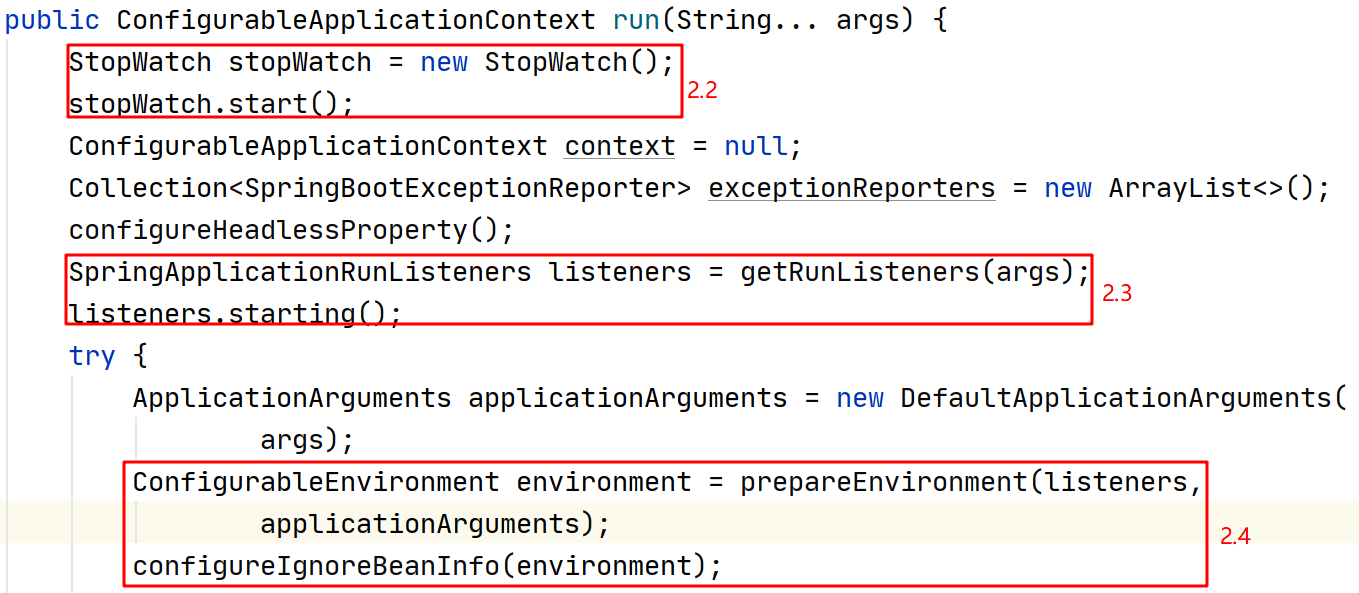 public ConfigurableApplicationContext run(String... args) {
StopWatch stopWatch = new StopWatch();
2.2
stopWatch.start();
ConfigurableApplicationContext context = null;
Collection<SpringBootExceptionReporter> exceptionReporters = new ArrayList<>();
configureHeadlessProperty();
SpringApplicationRunListeners listeners = getRunListeners(args);
2.3
listeners.starting();
try {
ApplicationArguments applicationArguments = new DefaultApplicationArguments(
args);
ConfigurableEnvironment environment = prepareEnvironment(listeners,
applicationArguments);
2.4
configureIgnoreBeanInfo(environment);